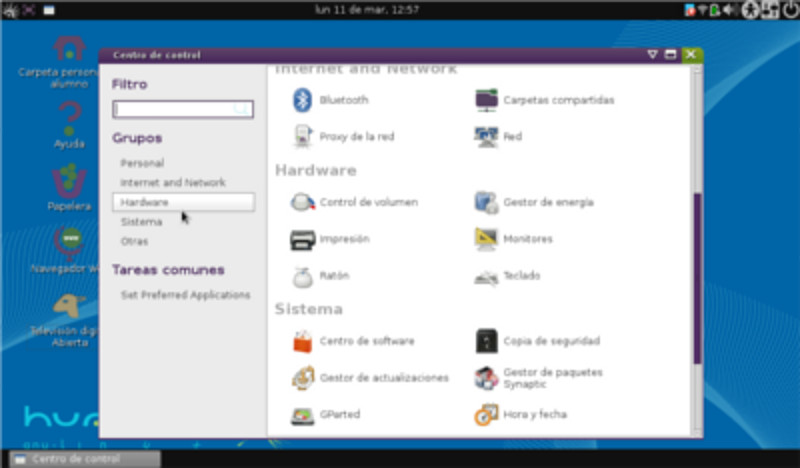 lun 11 de mar, 12:57
Carpeta person
alumno
Ayuda
Papelera
Navegador W
Televisión digi
Abierta
Centro de control
Filtro
Grupos
Personal
Internet and Network
Hardware
Sistema
Otras
Tareas comunes
Set Preferred Applications
Internet and Network
Bluetooth
Carpetas compartidas
Proxy de la red
Red
Hardware
Control de volumen
Gestor de energía
Impresión
Monitores
Ratón
Teclado
Sistema
Centro de software
Copia de seguridad
Gestor de actualizaciones
Gestor de paquetes
Synaptic
GParted
Hora y fecha
Centro de control